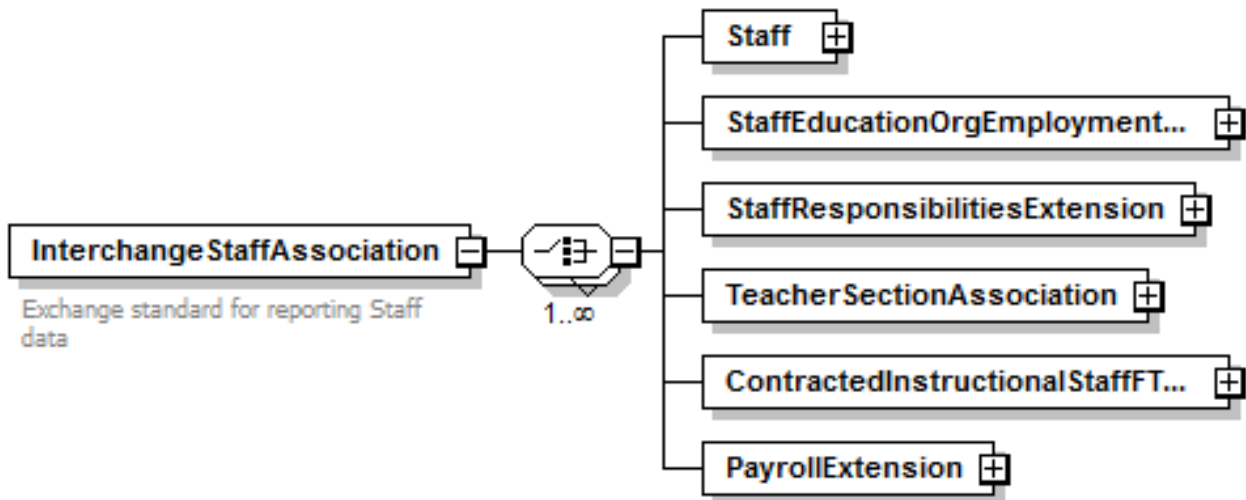 Staff
StaffEducationOrgEmployment...
StaffResponsibilitiesExtension
InterchangeStaffAssociation
Exchange standard for reporting Staff
data
1..∞
TeacherSectionAssociation
ContractedInstructionalStaffFT...
PayrollExtension